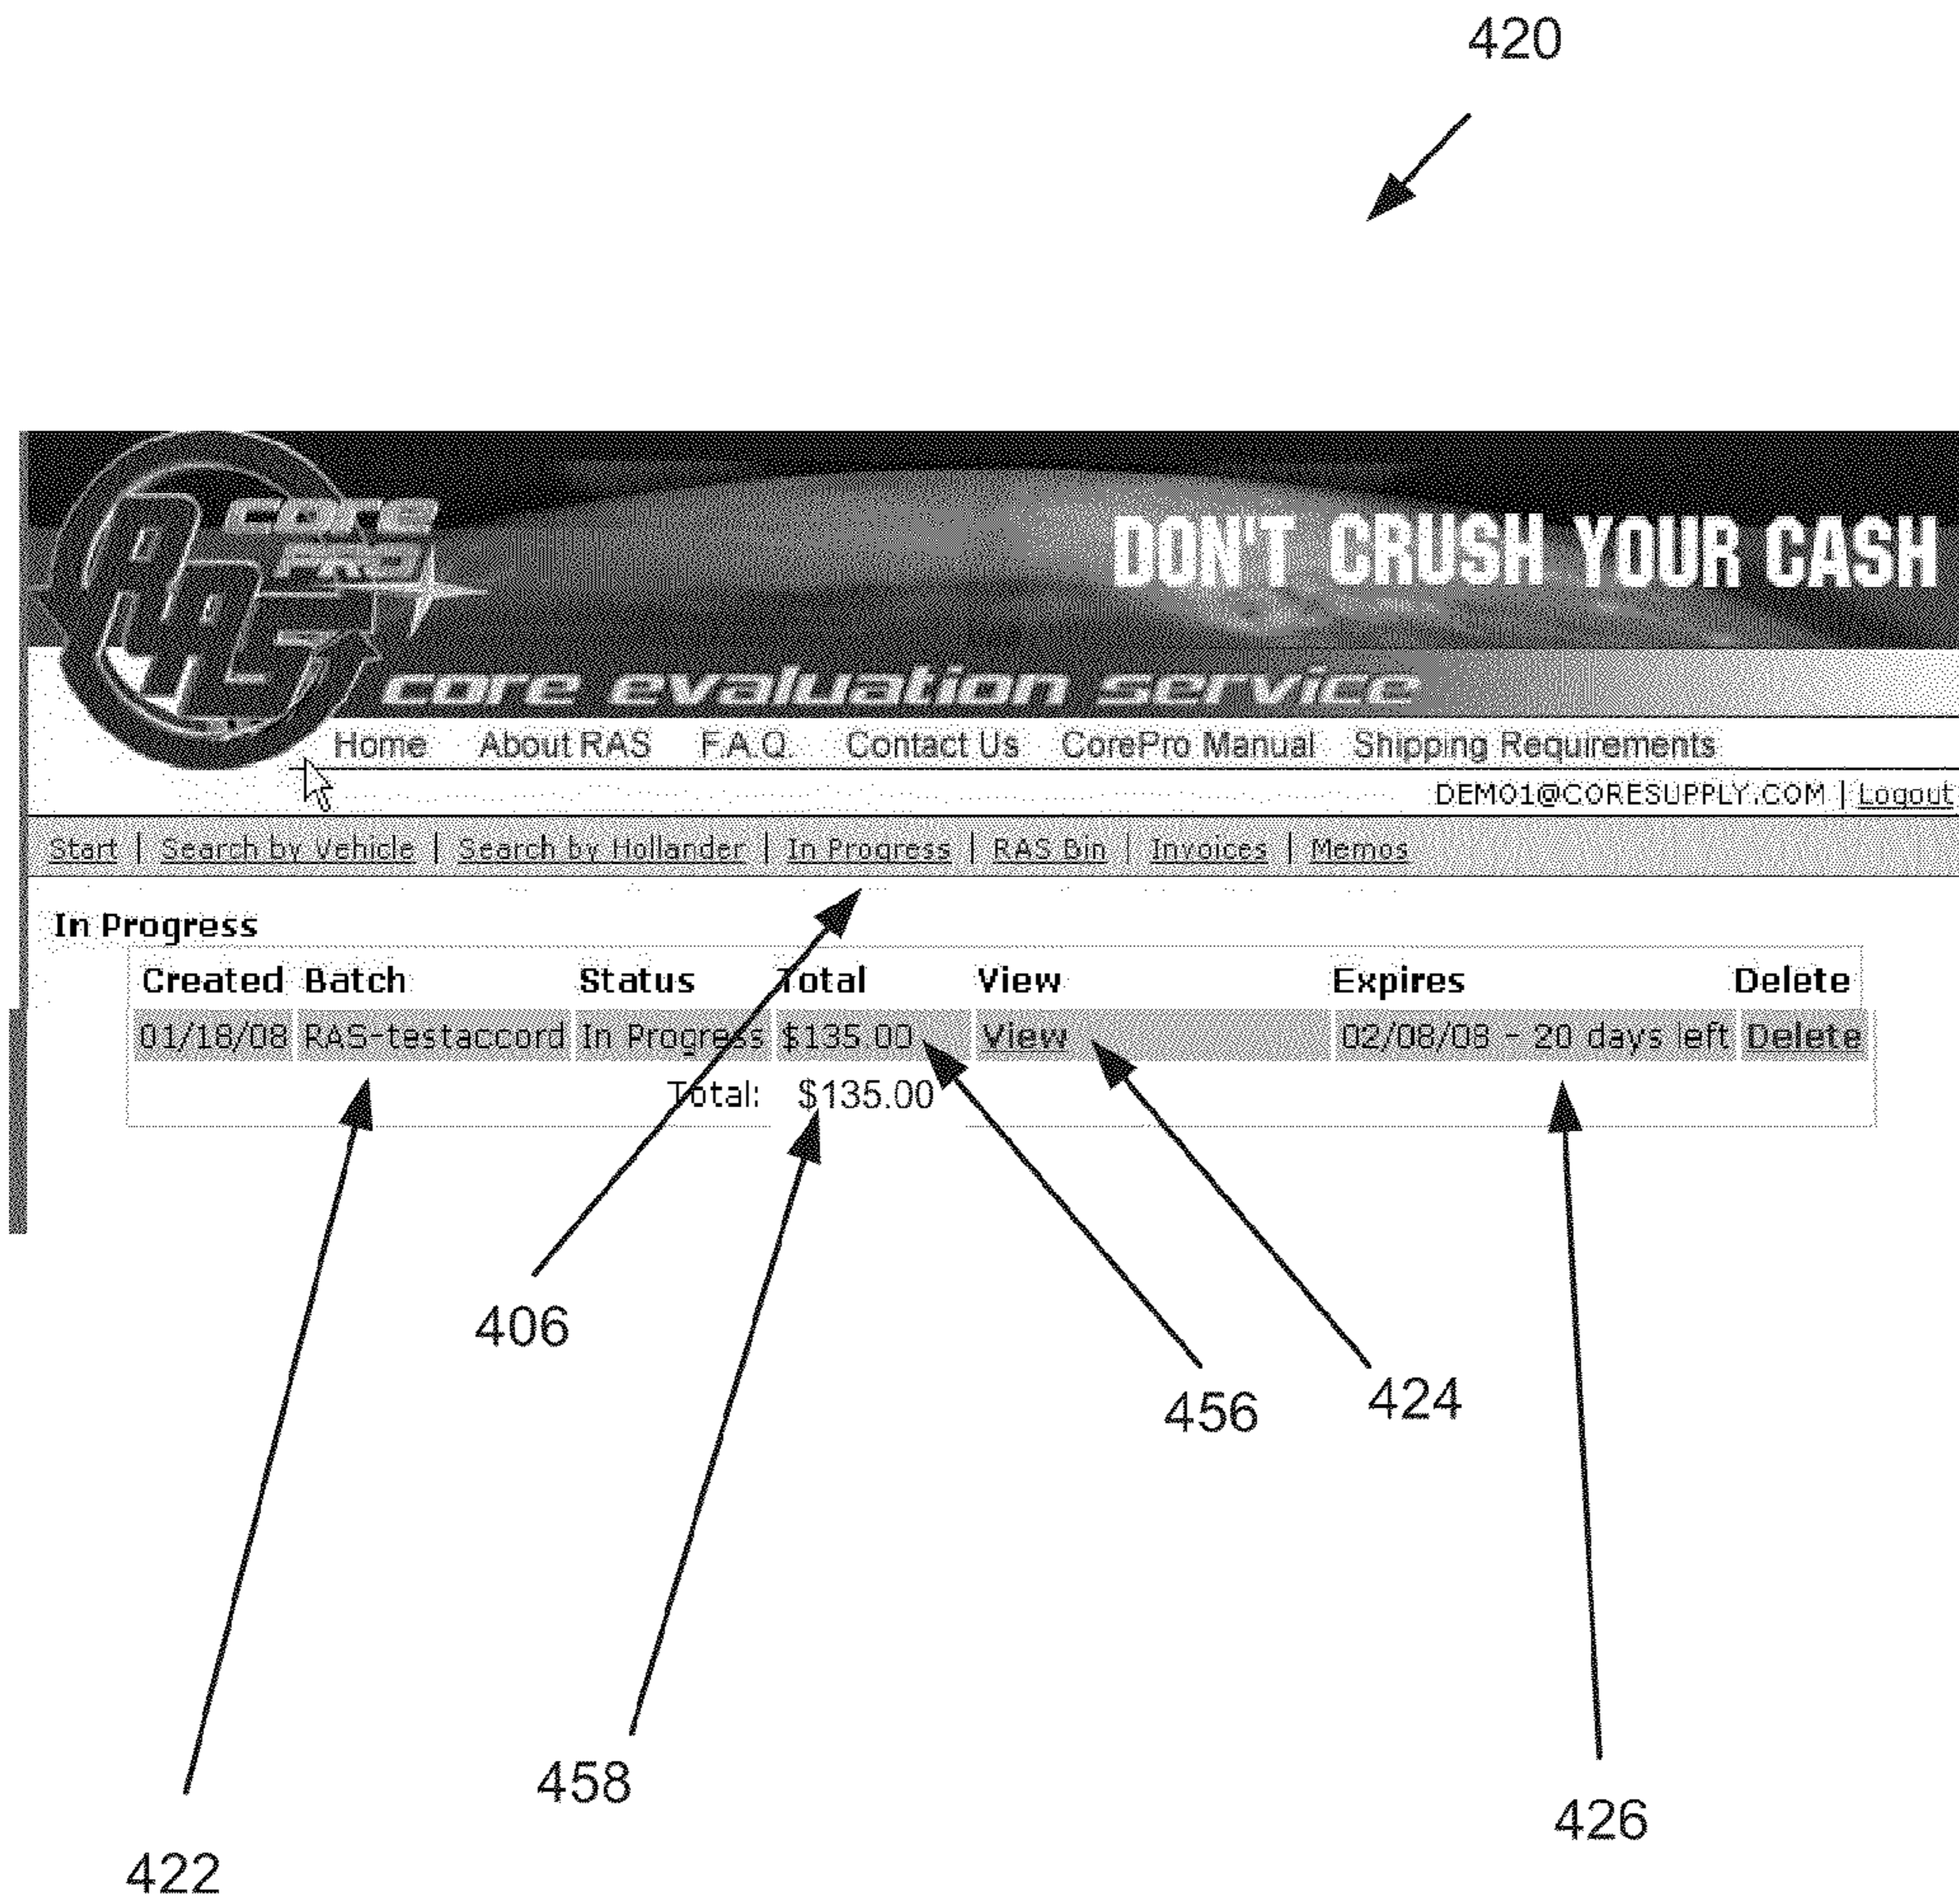 420
CORE
PRO
RAS
DON'T CRUSH YOUR CASH
core evaluation service
Home About RAS F.A.Q. Contact Us CorePro Manual Shipping Requirements
DEMO1@CORESUPPLY.COM | Logout
Start | Search by Vehicle | Search by Hollander | In Progress | RAS Bin | Invoices | Memos
In Progress
Created Batch Status Total View Expires Delete
01/18/08 RAS-testaccord In Progress $135.00 View 02/08/08 - 20 days left Delete
Total: $135.00
406
456
424
458
426
422